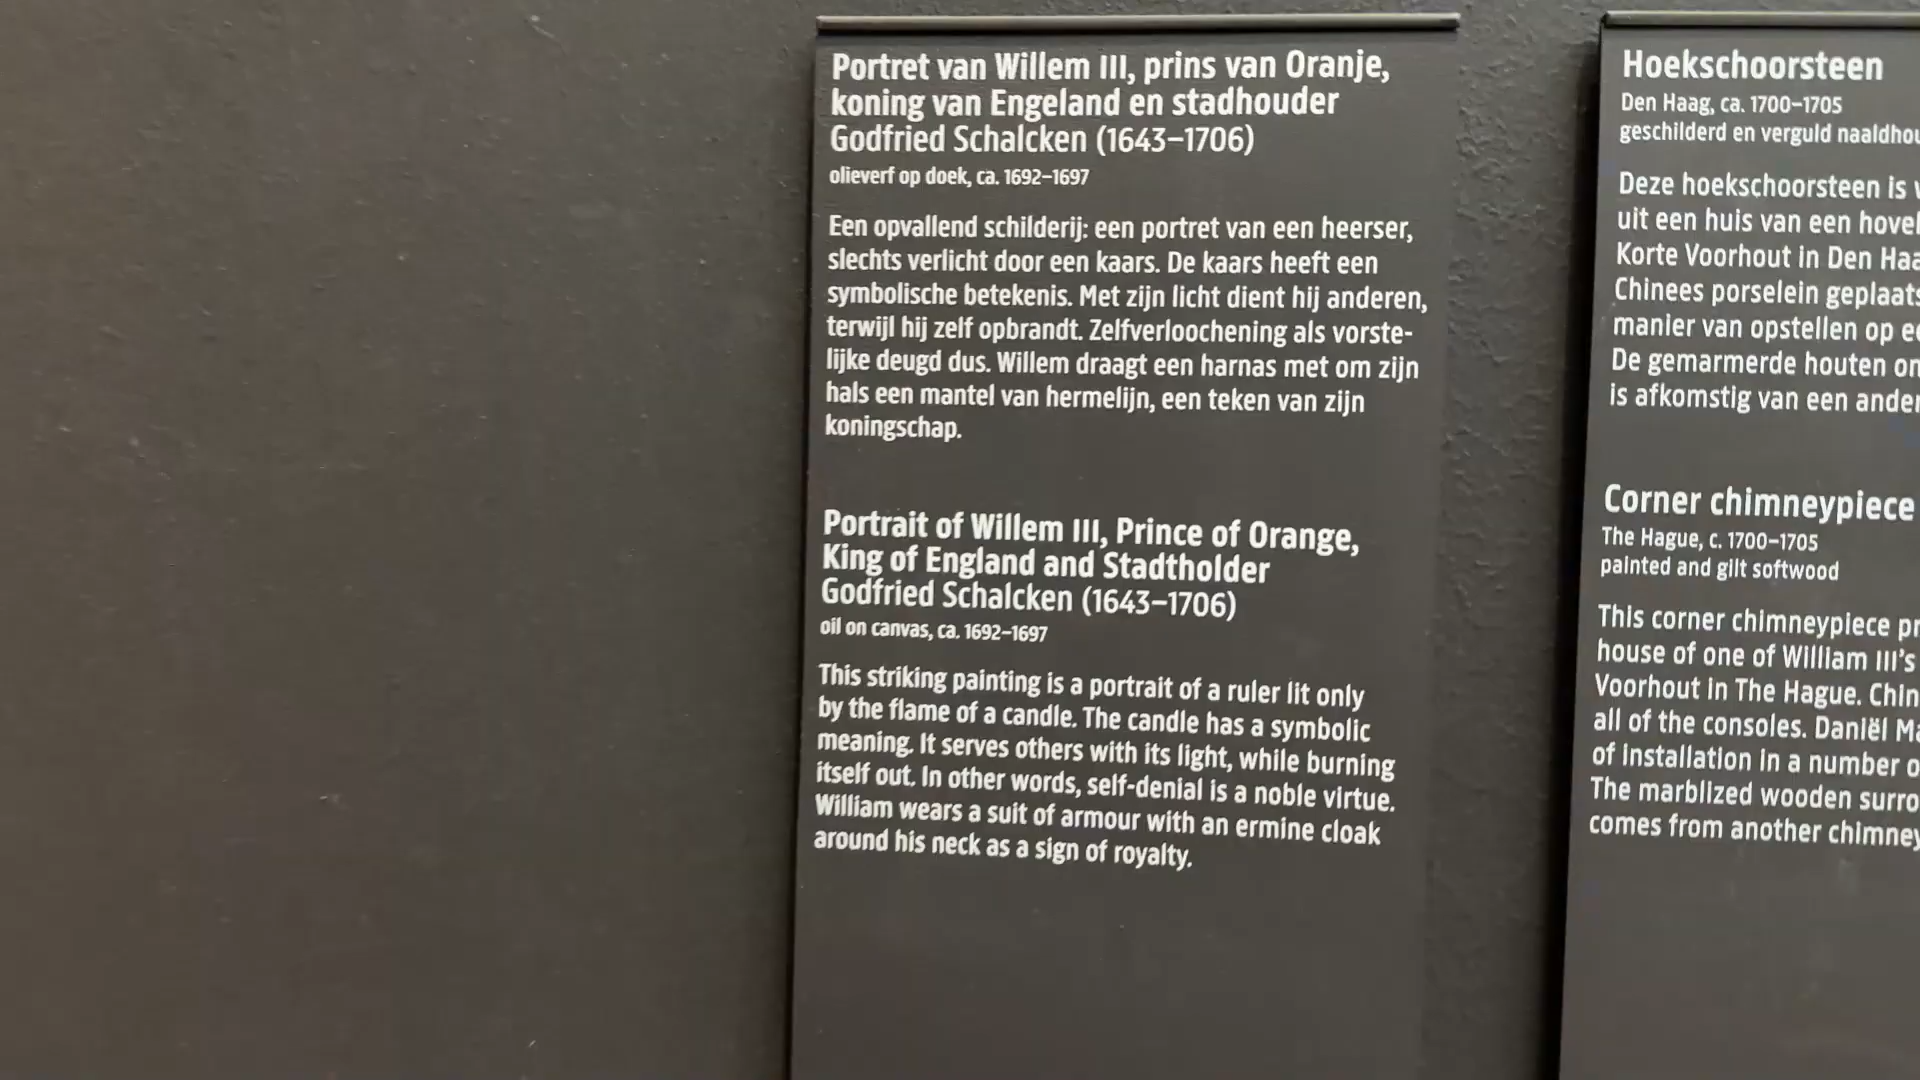 Portret van Willem III, prins van Oranje,
koning van Engeland en stadhouder
Godfried Schalcken (1643–1706)
olieverf op doek, ca. 1692–1697
Een opvallend schilderij: een portret van een heerser,
slechts verlicht door een kaars. De kaars heeft een
symbolische betekenis. Met zijn licht dient hij anderen,
terwijl hij zelf opbrandt. Zelfverloochening als vorste-
lijke deugd dus. Willem draagt een harnas met om zijn
hals een mantel van hermelijn, een teken van zijn
koningschap.
Portrait of Willem III, Prince of Orange,
King of England and Stadtholder
Godfried Schalcken (1643–1706)
oil on canvas, ca. 1692–1697
This striking painting is a portrait of a ruler lit only
by the flame of a candle. The candle has a symbolic
meaning. It serves others with its light, while burning
itself out. In other words, self-denial is a noble virtue.
William wears a suit of armour with an ermine cloak
around his neck as a sign of royalty.
Hoekschoorsteen
Den Haag, ca. 1700–1705
geschilderd en verguld
Deze hoekschoorsteen is
uit een huis van een
Korte Voorhout in Den
Chinees porselein
manier van opstellen op
De gemarmerde houten
is afkomstig van een
Corner chimneypiece
The Hague, c. 1700–1705
painted and gilt softwood
This corner chimneypiece
house of one of William III's
Voorhout in The Hague.
all of the consoles. Daniël
of installation in a number
The marblized wooden
comes from another